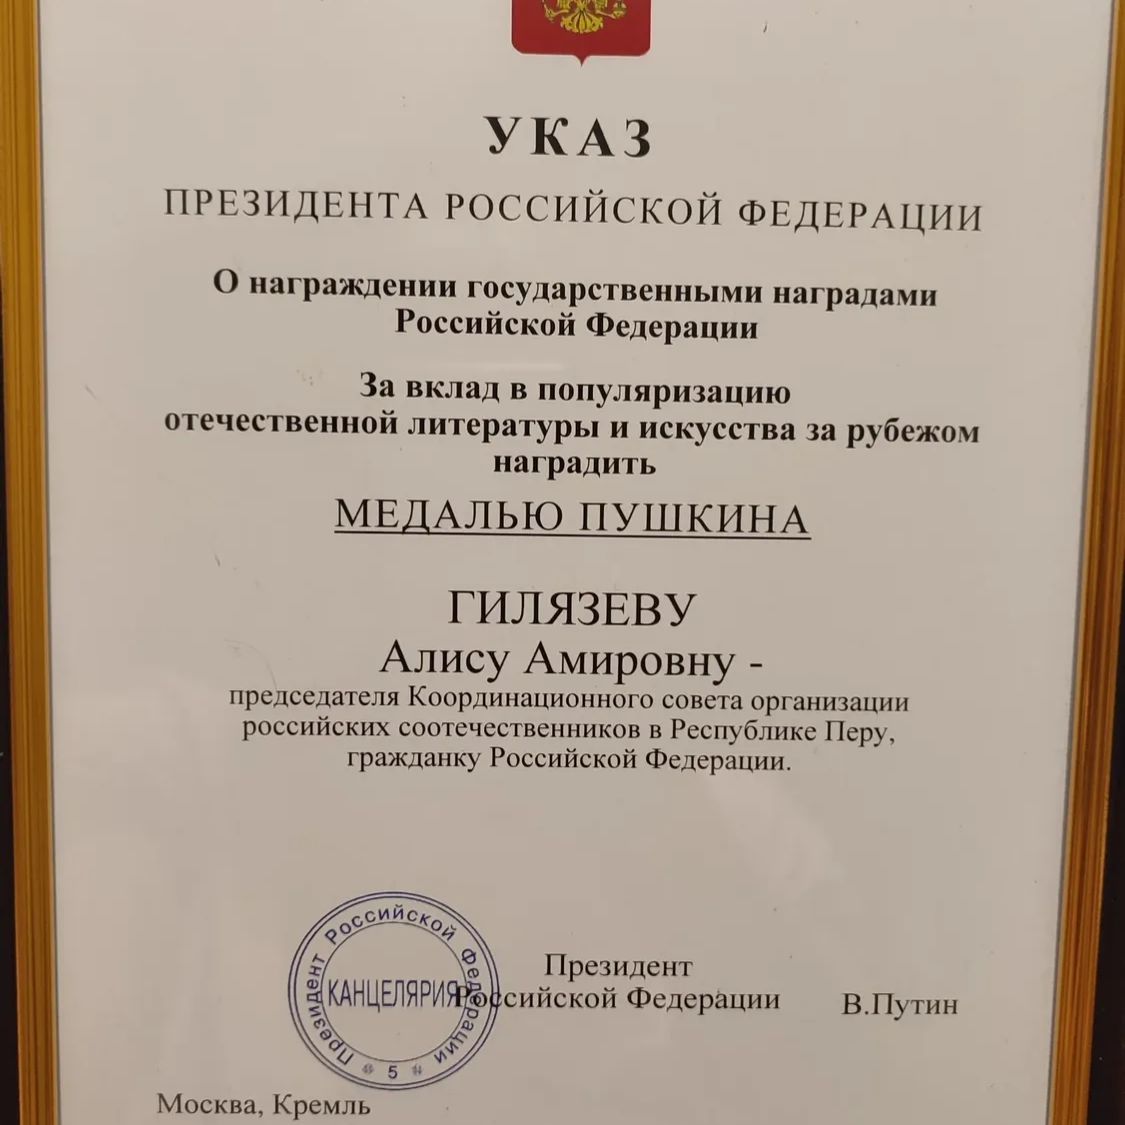 УКАЗ
ПРЕЗИДЕНТА РОССИЙСКОЙ ФЕДЕРАЦИИ
О награждении государственными наградами
Российской Федерации
За вклад в популяризацию
отечественной литературы и искусства за рубежом
наградить
МЕДАЛЬЮ ПУШКИНА
ГИЛЯЗЕВУ
Алису Амировну -
председателя Координационного совета организации
российских соотечественников в Республике Перу,
гражданку Российской Федерации.
Президент Российской Федерации
КАНЦЕЛЯРИЯ
5
Президент
Российской Федерации
В.Путин
Москва, Кремль